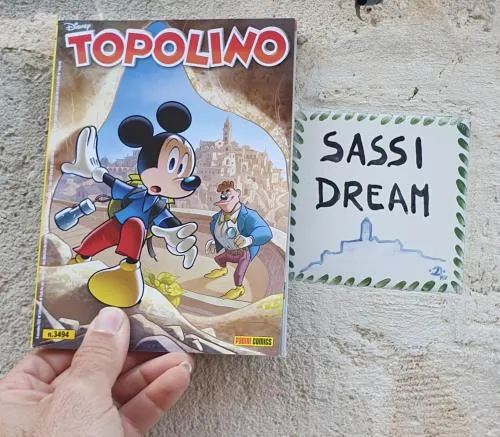 Disney
TOPOLINO
n.3494
PANINI COMICS
SASSI
DREAM